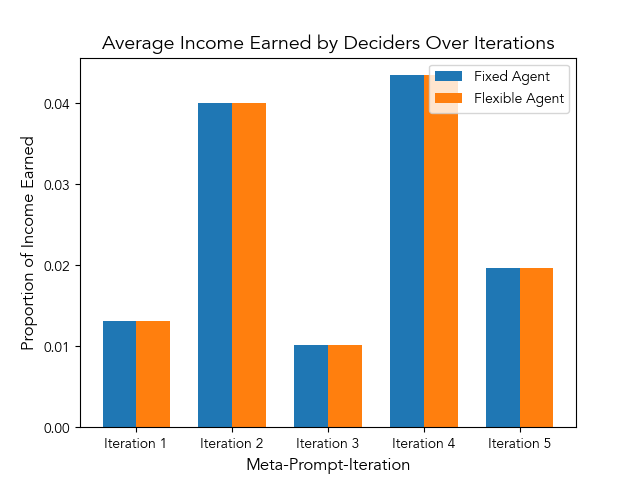 Average Income Earned by Deciders Over Iterations
Fixed Agent
Flexible Agent
Proportion of Income Earned
0.04
0.03
0.02
0.01
0.00
Iteration 1
Iteration 2
Iteration 3
Iteration 4
Iteration 5
Meta-Prompt-Iteration